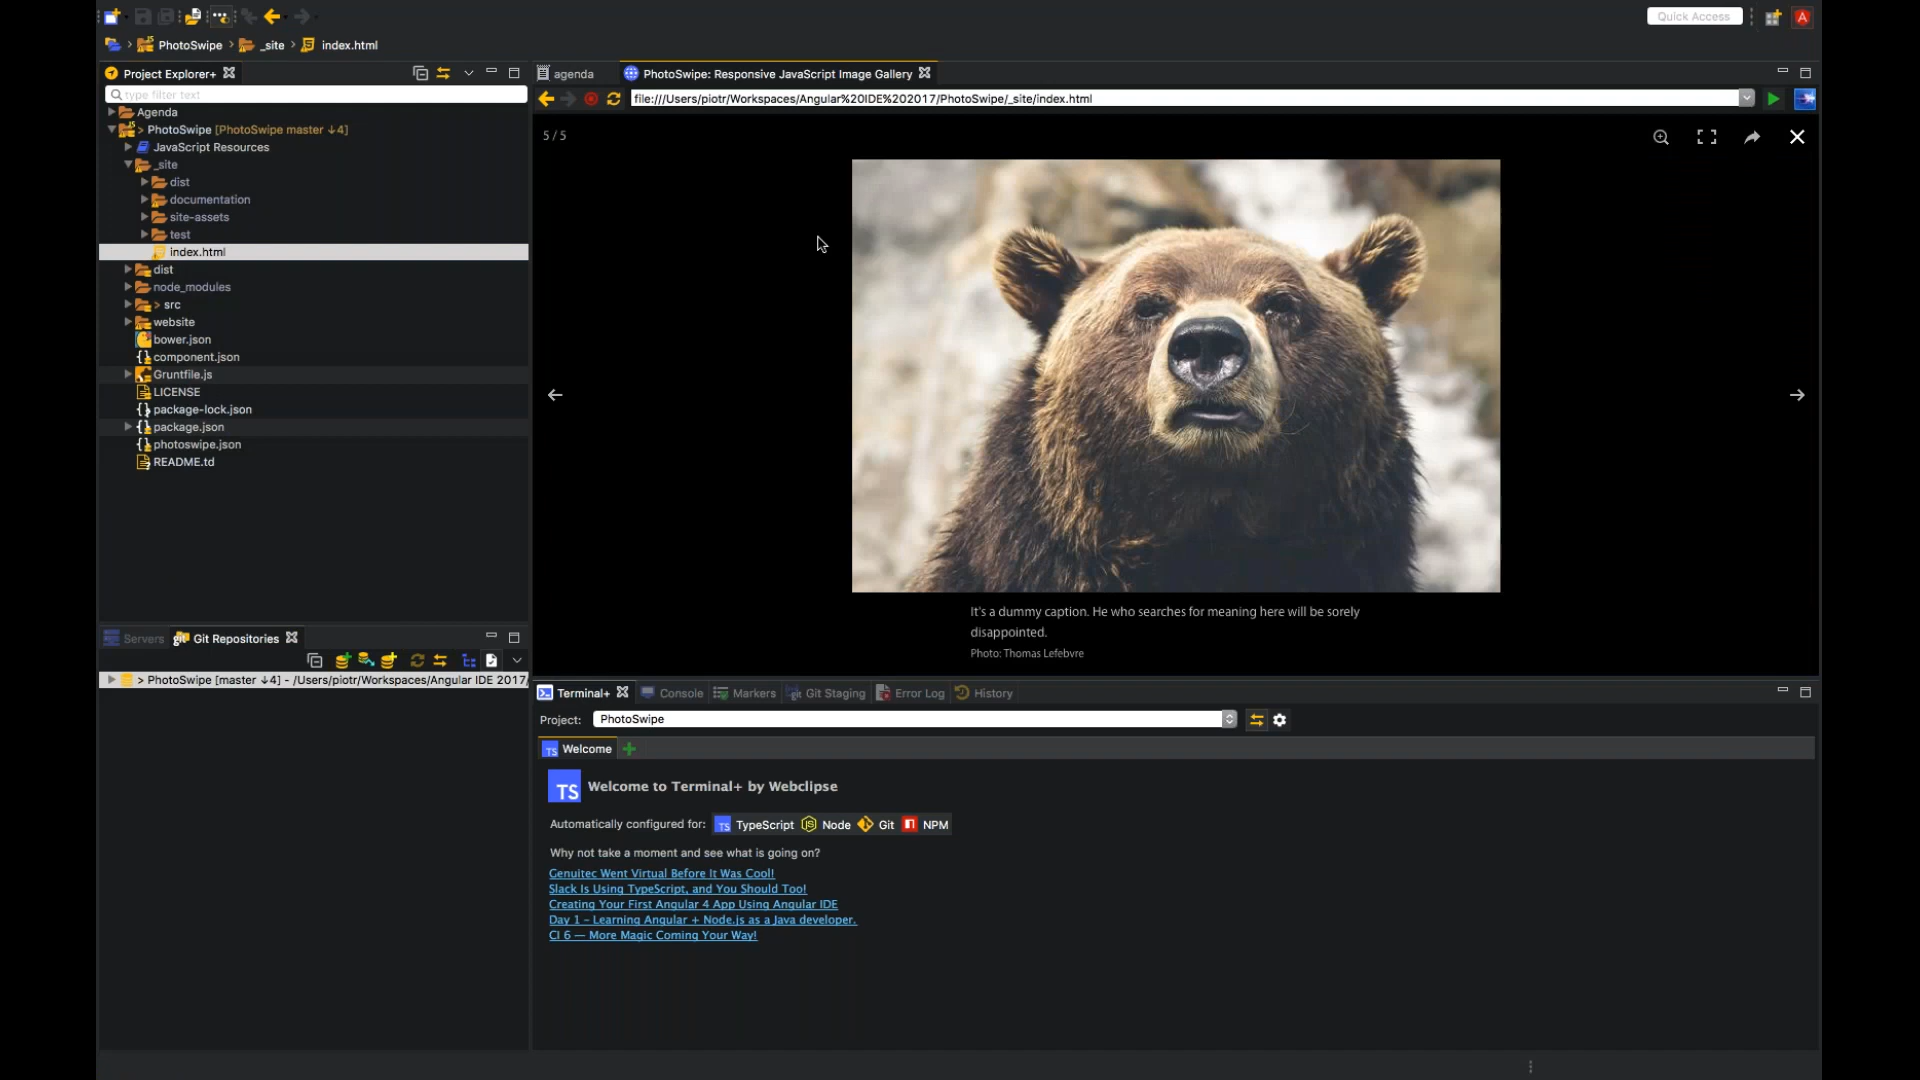 Quick Access
PhotoSwipe
_site
index.html
Project Explorer+
type filter text
Agenda
> PhotoSwipe [PhotoSwipe master ↓4]
JavaScript Resources
_site
dist
documentation
site-assets
test
index.html
dist
node_modules
> src
website
bower.json
component.json
Gruntfile.js
LICENSE
package-lock.json
package.json
photoswipe.json
README.td
Servers
Git Repositories
> PhotoSwipe [master ↓4] - /Users/piotr/Workspaces/Angular IDE 2017/
agenda
PhotoSwipe: Responsive JavaScript Image Gallery
file:///Users/piotr/Workspaces/Angular%20IDE%202017/PhotoSwipe/_site/index.html
5 / 5
It's a dummy caption. He who searches for meaning here will be sorely
disappointed.
Photo: Thomas Lefebvre
Terminal+
Console
Markers
Git Staging
Error Log
History
Project:
PhotoSwipe
TS Welcome
TS Welcome to Terminal+ by Webclipse
Automatically configured for: TS TypeScript Node Git NPM
Why not take a moment and see what is going on?
Genuitec Went Virtual Before It Was Cool!
Slack Is Using TypeScript, and You Should Too!
Creating Your First Angular 4 App Using Angular IDE
Day 1 – Learning Angular + Node.js as a Java developer.
CI 6 — More Magic Coming Your Way!